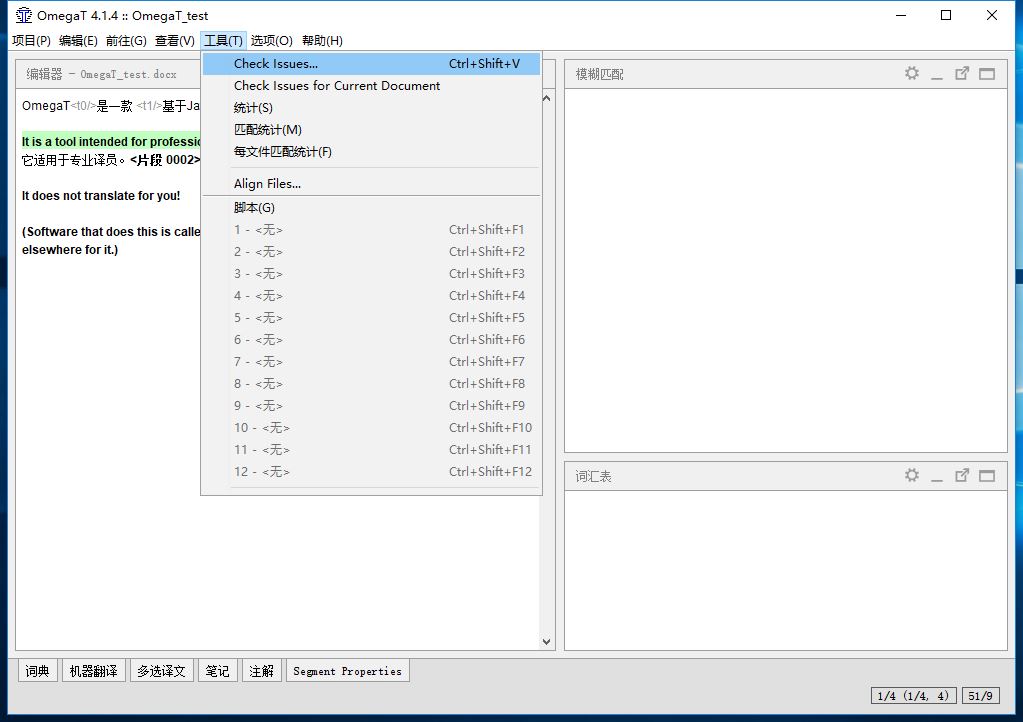 OmegaT 4.1.4 :: OmegaT_test
项目(P) 编辑(E) 前往(G) 查看(V) 工具(T) 选项(O) 帮助(H)
编辑器 - OmegaT_test.docx
OmegaT<t0/>是一款 <t1/>基于Ja
It is a tool intended for professio
它适用于专业译员。<片段 0002>
It does not translate for you!
(Software that does this is calle
elsewhere for it.)
Check Issues... Ctrl+Shift+V
Check Issues for Current Document
统计(S)
匹配统计(M)
每文件匹配统计(F)
Align Files...
脚本(G)
1 - <无> Ctrl+Shift+F1
2 - <无> Ctrl+Shift+F2
3 - <无> Ctrl+Shift+F3
4 - <无> Ctrl+Shift+F4
5 - <无> Ctrl+Shift+F5
6 - <无> Ctrl+Shift+F6
7 - <无> Ctrl+Shift+F7
8 - <无> Ctrl+Shift+F8
9 - <无> Ctrl+Shift+F9
10 - <无> Ctrl+Shift+F10
11 - <无> Ctrl+Shift+F11
12 - <无> Ctrl+Shift+F12
模糊匹配
词汇表
词典 机器翻译 多选译文 笔记 注解 Segment Properties
1/4 (1/4, 4) 51/9